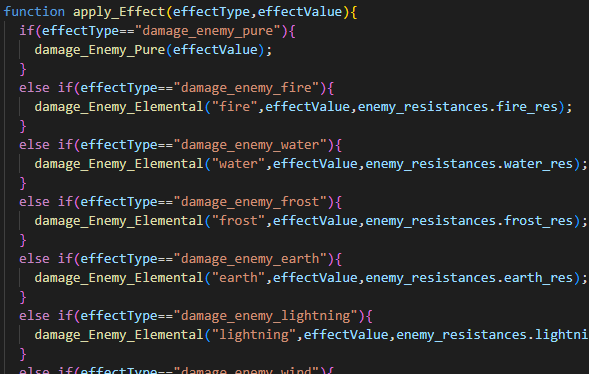 function apply_Effect(effectType,effectValue){
if(effectType=="damage_enemy_pure"){
damage_Enemy_Pure(effectValue);
}
else if(effectType=="damage_enemy_fire"){
damage_Enemy_Elemental("fire",effectValue,enemy_resistances.fire_res);
}
else if(effectType=="damage_enemy_water"){
damage_Enemy_Elemental("water",effectValue,enemy_resistances.water_res);
}
else if(effectType=="damage_enemy_frost"){
damage_Enemy_Elemental("frost",effectValue,enemy_resistances.frost_res);
}
else if(effectType=="damage_enemy_earth"){
damage_Enemy_Elemental("earth",effectValue,enemy_resistances.earth_res);
}
else if(effectType=="damage_enemy_lightning"){
damage_Enemy_Elemental("lightning",effectValue,enemy_resistances.lightni
}
else if(effectType=="damage_enemy_wind"){